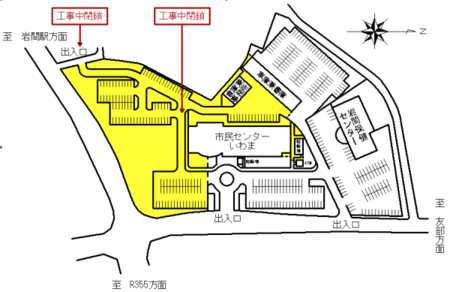 工事中閉鎖
工事中閉鎖
至　岩間駅方面
出入口
N
岩間保健
センター
市民センター
いわま
出入口
出入口
至　友部方面
至　R355方面